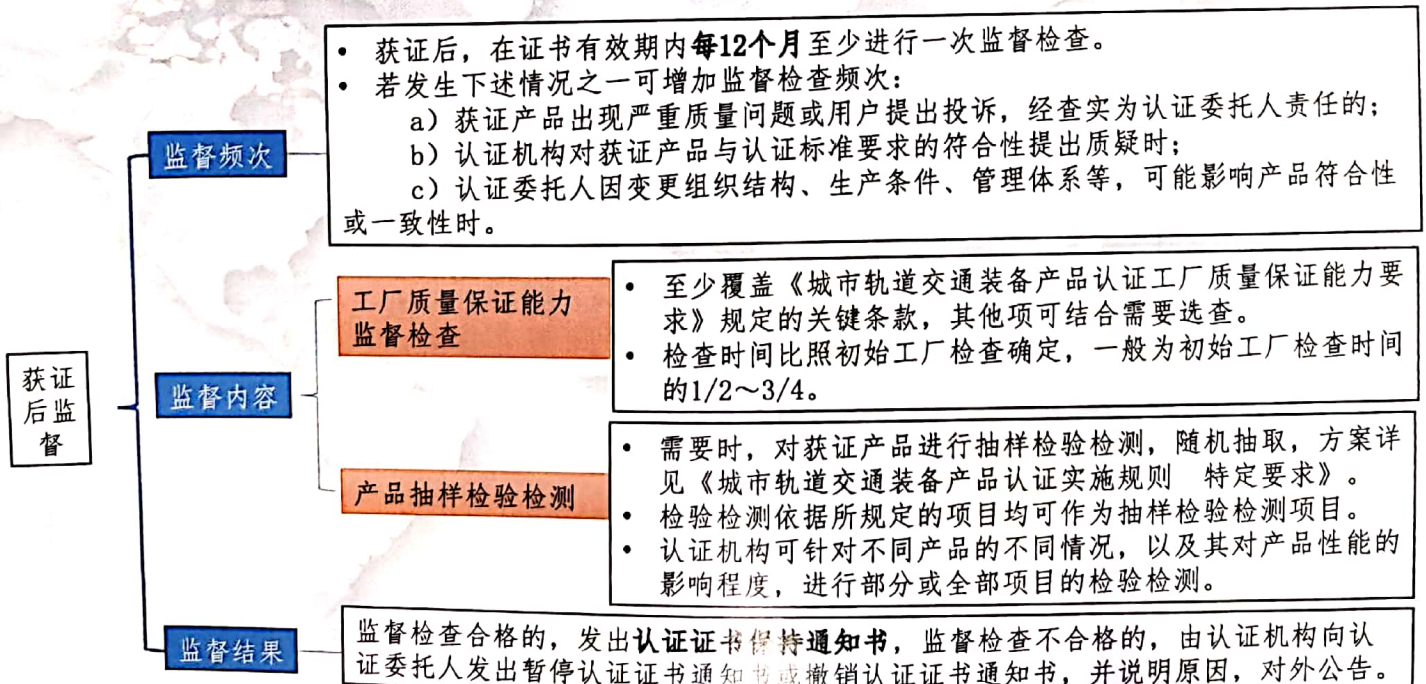 • 获证后，在证书有效期内每12个月至少进行一次监督检查。
• 若发生下述情况之一可增加监督检查频次：
a）获证产品出现严重质量问题或用户提出投诉，经查实为认证委托人责任的；
b）认证机构对获证产品与认证标准要求的符合性提出质疑时；
c）认证委托人因变更组织结构、生产条件、管理体系等，可能影响产品符合性
或一致性时。
监督频次
工厂质量保证能力
监督检查
• 至少覆盖《城市轨道交通装备产品认证工厂质量保证能力要
求》规定的关键条款，其他项可结合需要选查。
• 检查时间比照初始工厂检查确定，一般为初始工厂检查时间
的1/2～3/4。
获证
后监
督
监督内容
产品抽样检验检测
• 需要时，对获证产品进行抽样检验检测，随机抽取，方案详
见《城市轨道交通装备产品认证实施规则　特定要求》。
• 检验检测依据所规定的项目均可作为抽样检验检测项目。
• 认证机构可针对不同产品的不同情况，以及其对产品性能的
影响程度，进行部分或全部项目的检验检测。
监督结果
监督检查合格的，发出认证证书保持通知书，监督检查不合格的，由认证机构向认
证委托人发出暂停认证证书通知书或撤销认证证书通知书，并说明原因，对外公告。